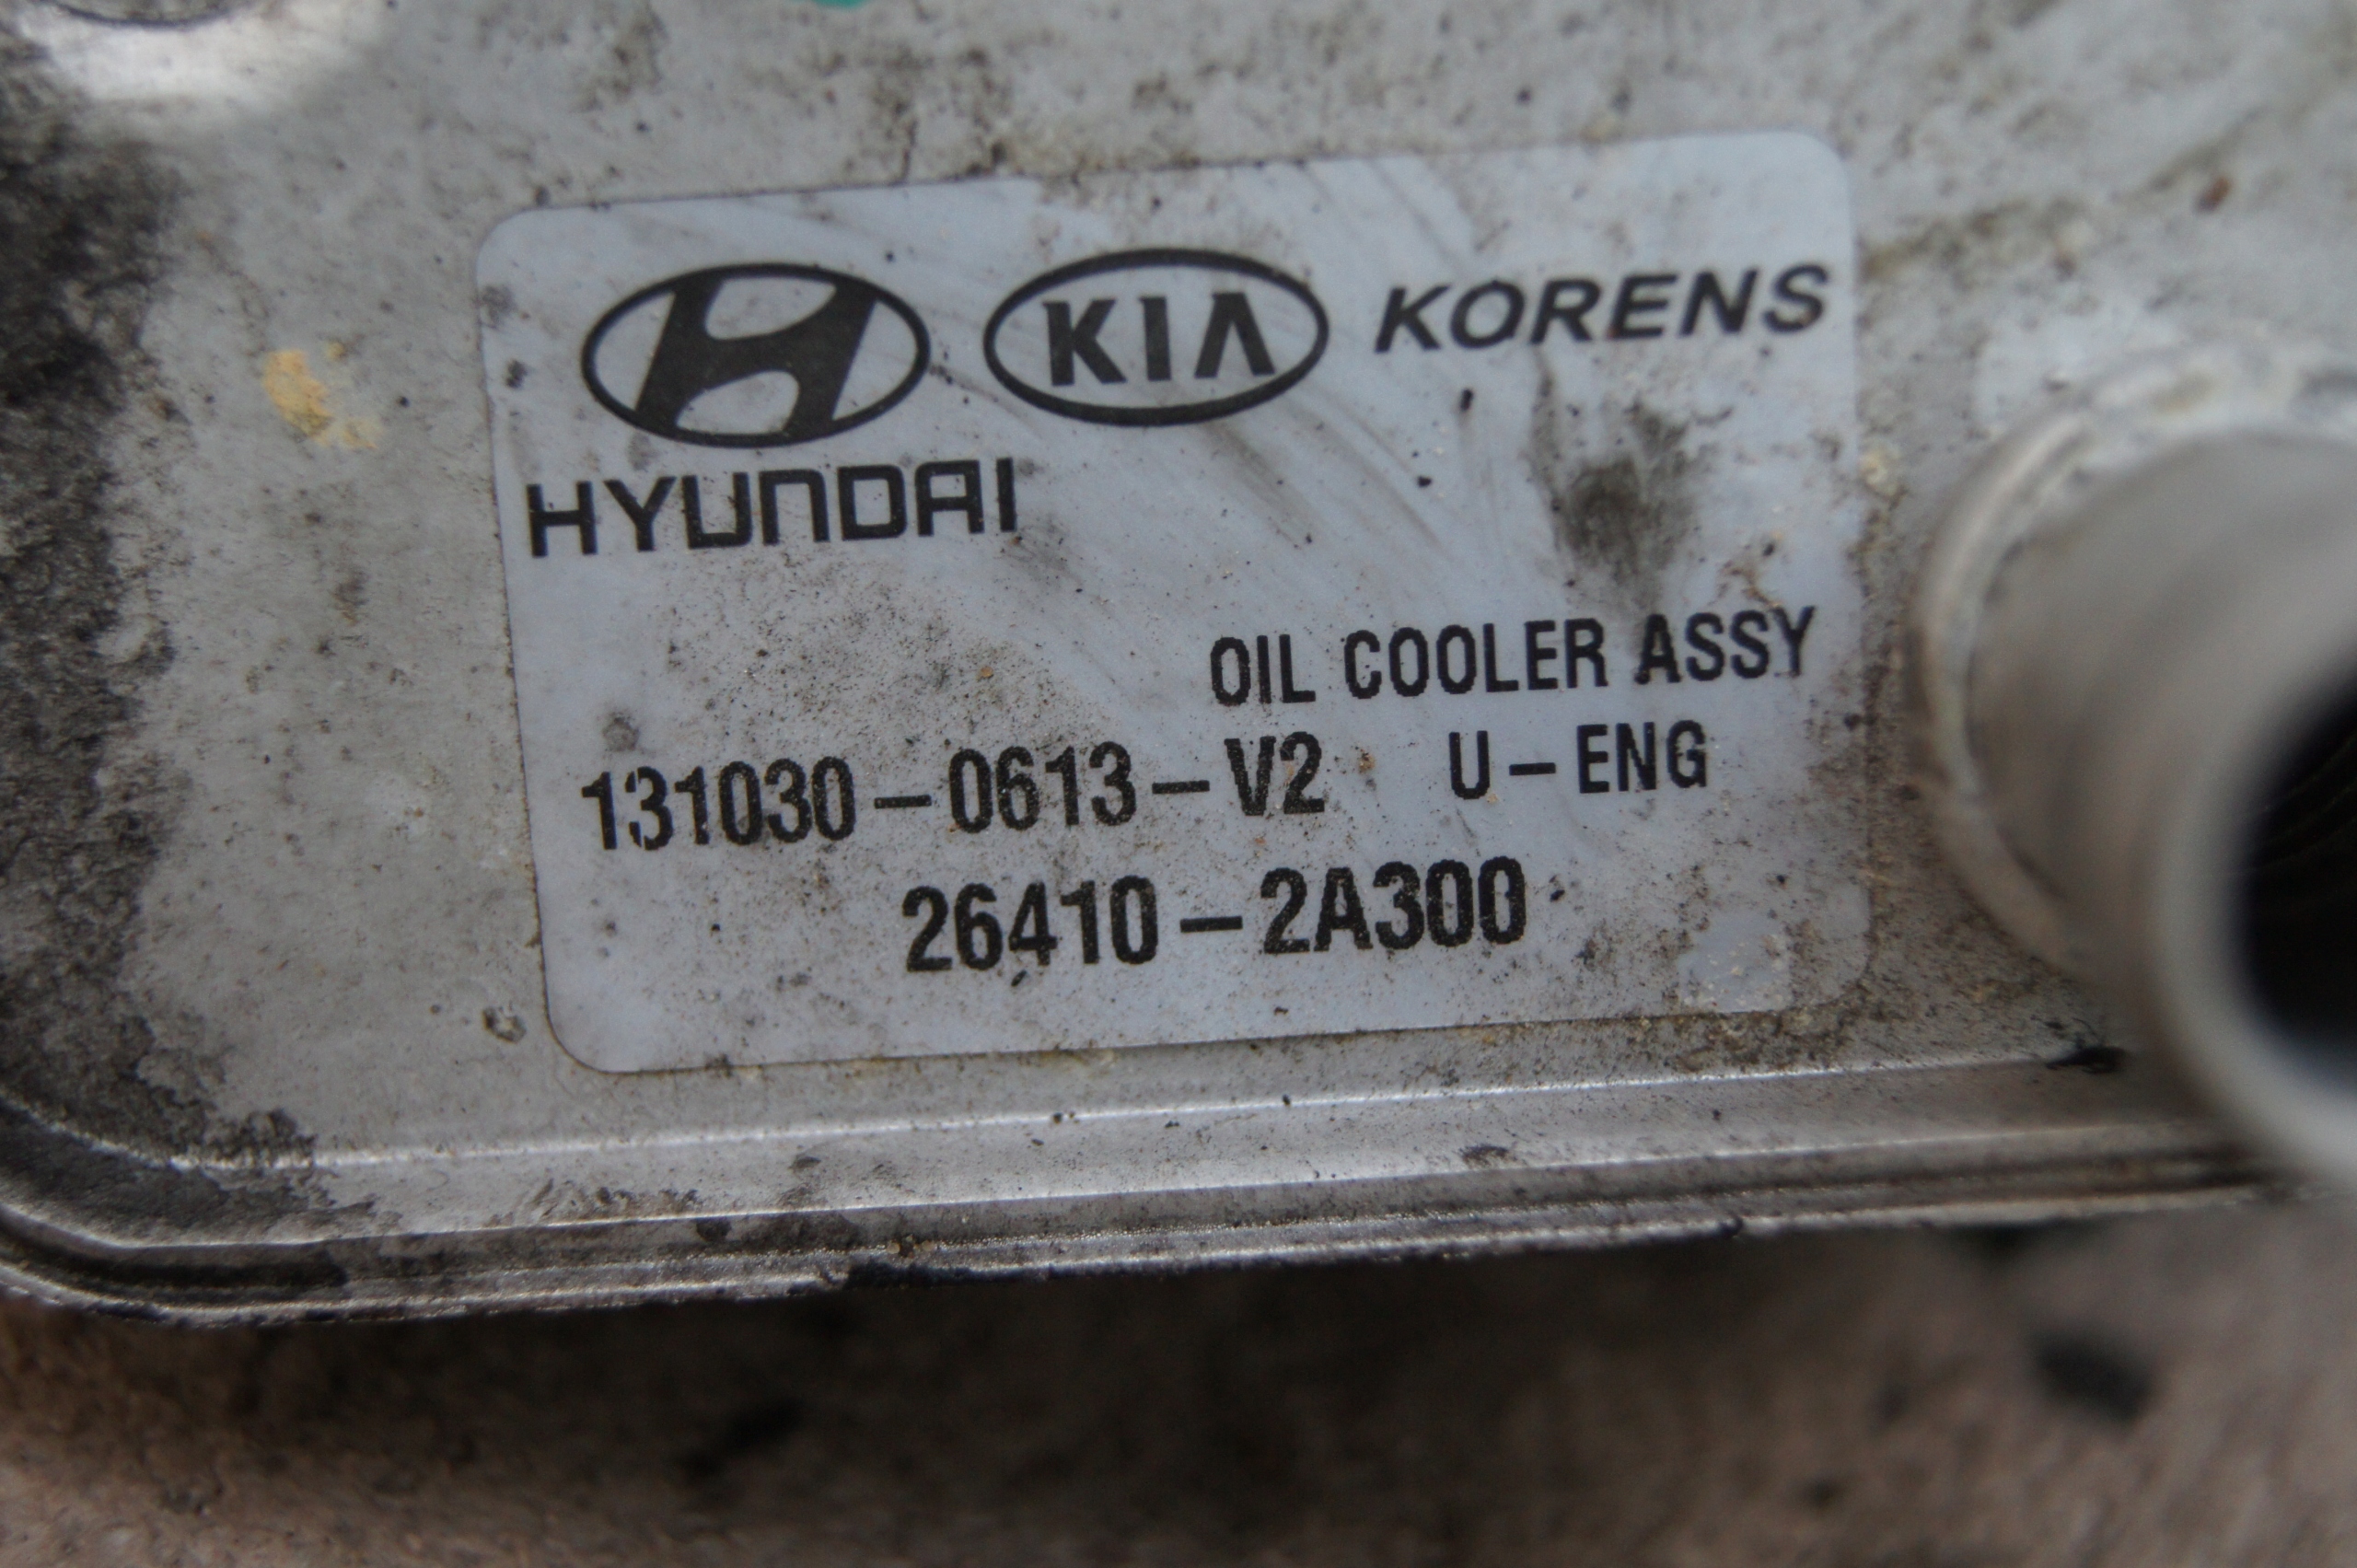 KIA KORENS
HYUNDAI
OIL COOLER ASSY
131030-0613-V2 U-ENG
26410-2A300